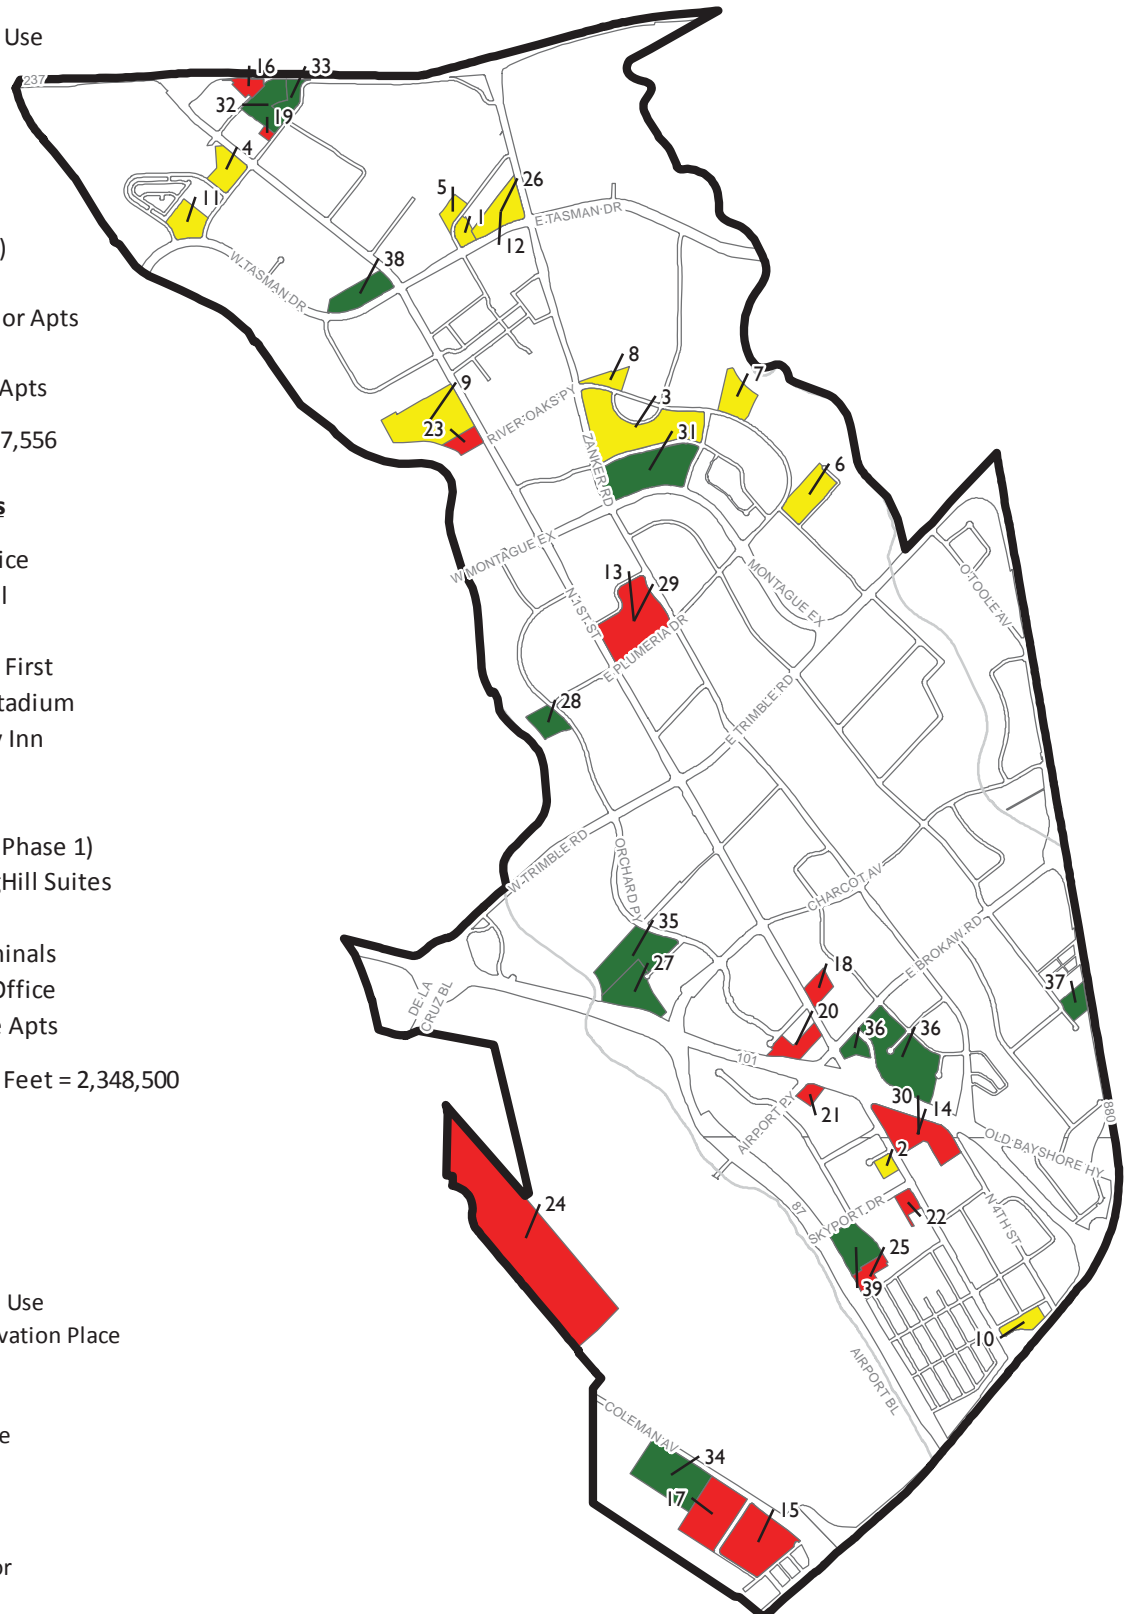 Use
)
or Apts
Apts
7,556
s
ice
l
First
tadium
y Inn
Phase 1)
gHill Suites
minals
Office
e Apts
Feet = 2,348,500
Use
vation Place
e
or
237
16
33
32
19
4
11
5
1
26
12
E TASMAN DR
W TASMAN DR
38
8
7
9
3
23
RIVER OAKS PY
31
ZANKER RD
6
W MONTAGUE EX
MONTAGUE EX
O TOOLE AV
13
29
N 1ST ST
E PLUMERIA DR
28
E TRIMBLE RD
W TRIMBLE RD
ORCHARD PY
CHARCOT AV
35
27
E BROKAW RD
18
37
DE LA
CRUZ BL
20
36
36
101
30
14
21
AIRPORT PY
880
OLD BAYSHORE HY
2
87
SKYPORT DR
22
N 4TH ST
24
25
39
10
AIRPORT BL
COLEMAN AV
34
17
15